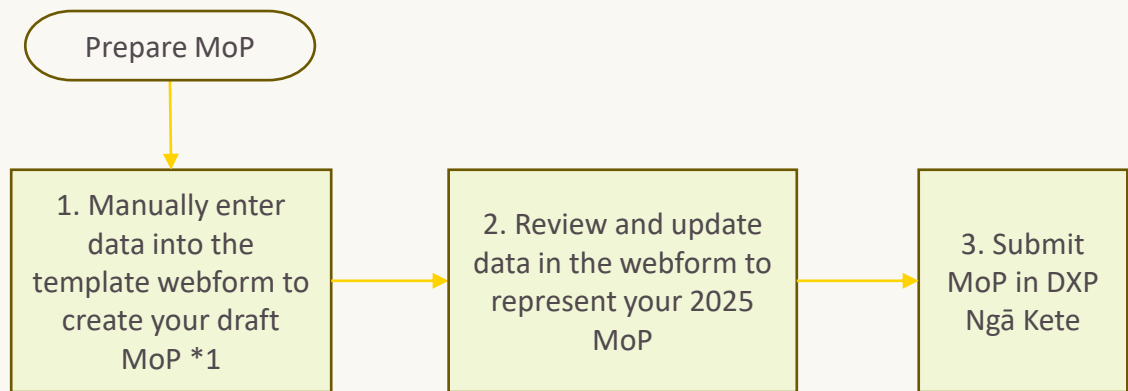 Prepare MoP
1. Manually enter
data into the
template webform to
create your draft
MoP *1
2. Review and update
data in the webform to
represent your 2025
MoP
3. Submit
MoP in DXP
Ngā Kete